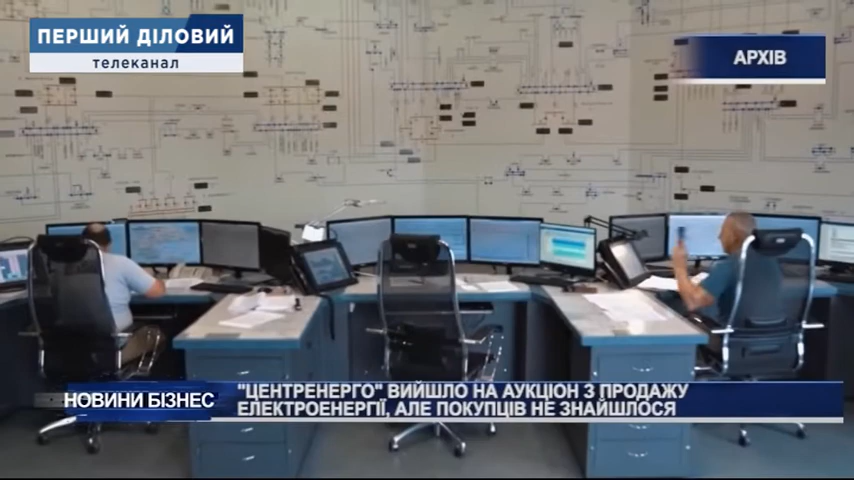 ПЕРШИЙ ДІЛОВИЙ
телеканал
АРХІВ
НОВИНИ БІЗНЕС
"ЦЕНТРЕНЕРГО" ВИЙШЛО НА АУКЦІОН З ПРОДАЖУ
ЕЛЕКТРОЕНЕРГІЇ, АЛЕ ПОКУПЦІВ НЕ ЗНАЙШЛОСЯ